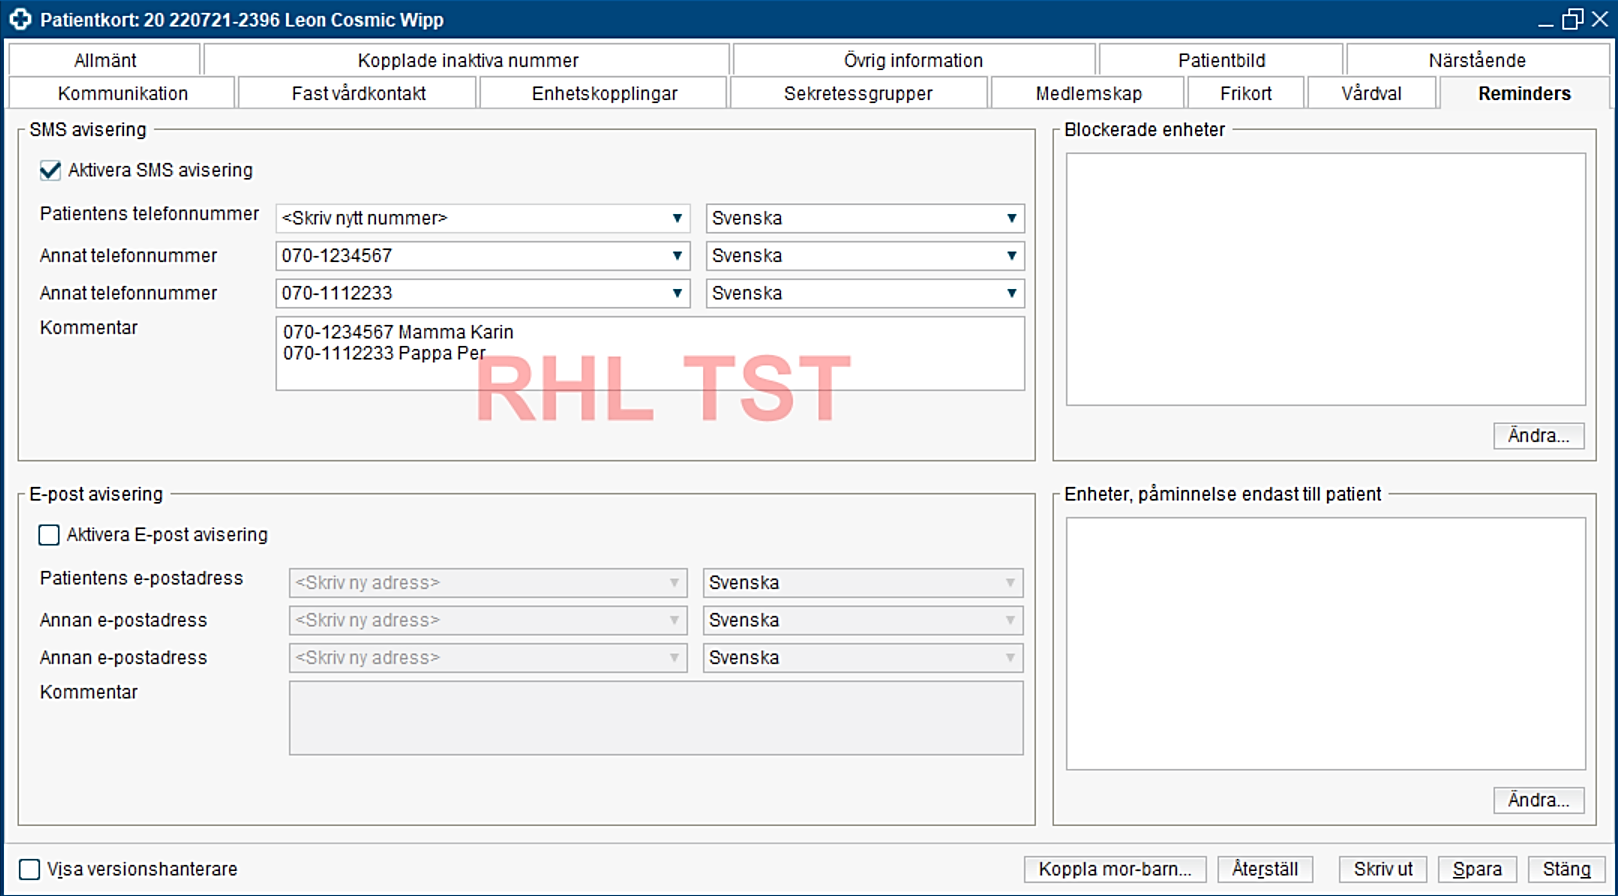 Patientkort: 20 220721-2396 Leon Cosmic Wipp
Allmänt
Kopplade inaktiva nummer
Övrig information
Patientbild
Närstående
Kommunikation
Fast vårdkontakt
Enhetskopplingar
Sekretessgrupper
Medlemskap
Frikort
Vårdval
Reminders
SMS avisering
Aktivera SMS avisering
Patientens telefonnummer
<Skriv nytt nummer>
Svenska
Annat telefonnummer
070-1234567
Svenska
Annat telefonnummer
070-1112233
Svenska
Kommentar
070-1234567 Mamma Karin
070-1112233 Pappa Per
RHL TST
Blockerade enheter
Ändra...
E-post avisering
Aktivera E-post avisering
Patientens e-postadress
<Skriv ny adress>
Svenska
Annan e-postadress
<Skriv ny adress>
Svenska
Annan e-postadress
<Skriv ny adress>
Svenska
Kommentar
Enheter, påminnelse endast till patient
Ändra...
Visa versionshanterare
Koppla mor-barn...
Återställ
Skriv ut
Spara
Stäng